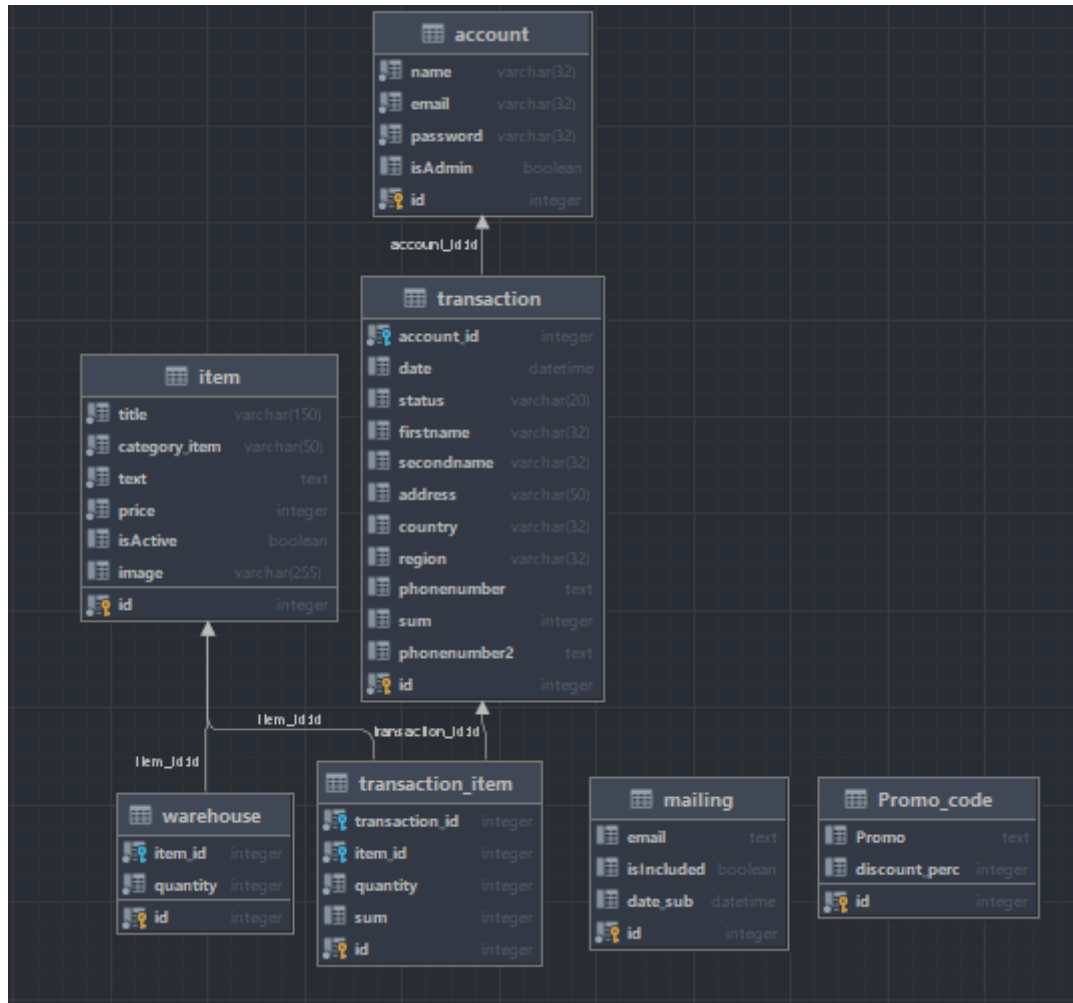 account
name varchar(32)
email varchar(32)
password varchar(32)
isAdmin boolean
id integer
account_id:id
transaction
account_id integer
date datetime
status varchar(20)
firstname varchar(32)
secondname varchar(32)
address varchar(50)
country varchar(32)
region varchar(32)
phonenumber text
sum integer
phonenumber2 text
id integer
item
title varchar(150)
category_item varchar(50)
text text
price integer
isActive boolean
image varchar(255)
id integer
item_id:id
transaction_id:id
item_id:id
warehouse
item_id integer
quantity integer
id integer
transaction_item
transaction_id integer
item_id integer
quantity integer
sum integer
id integer
mailing
email text
isIncluded boolean
date_sub datetime
id integer
Promo_code
Promo text
discount_perc integer
id integer